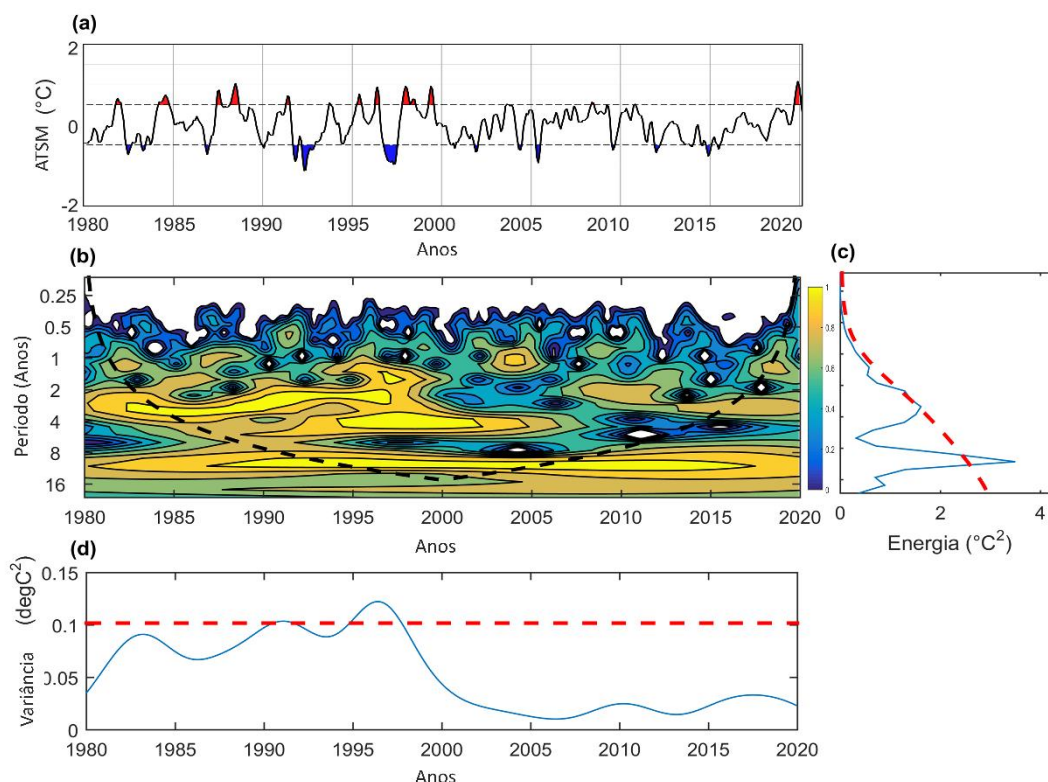 (a)
ATSM (°C)
2
0
-2
1980 1985 1990 1995 2000 2005 2010 2015 2020
Anos
(b)
Período (Anos)
0.25
0.5
1
2
4
8
16
1980 1985 1990 1995 2000 2005 2010 2015 2020
Anos
1
0.8
0.6
0.4
0.2
0
(c)
0 2 4
Energia (°C²)
(d)
Variância (degC²)
0.15
0.1
0.05
0
1980 1985 1990 1995 2000 2005 2010 2015 2020
Anos